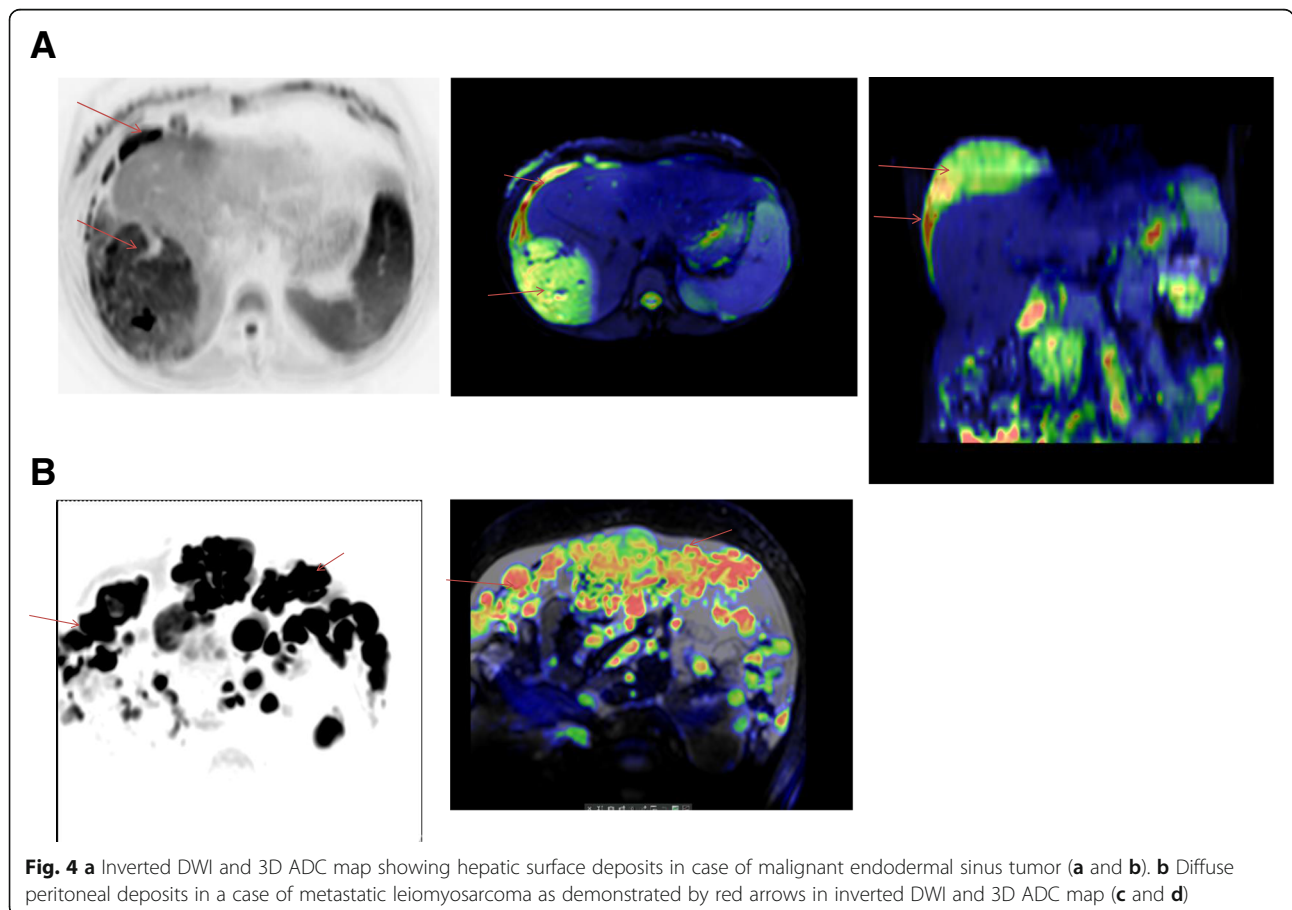 A
B
Fig. 4 a Inverted DWI and 3D ADC map showing hepatic surface deposits in case of malignant endodermal sinus tumor (a and b). b Diffuse
peritoneal deposits in a case of metastatic leiomyosarcoma as demonstrated by red arrows in inverted DWI and 3D ADC map (c and d)